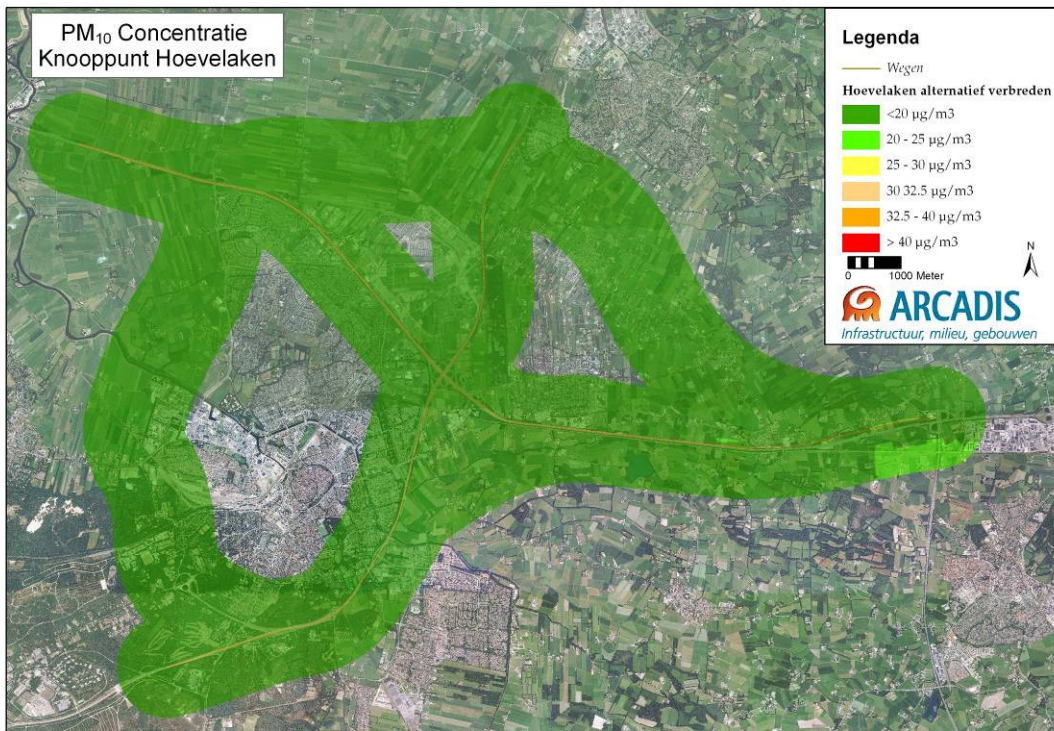 PM₁₀ Concentratie
Knooppunt Hoevelaken
Legenda
Wegen
Hoevelaken alternatief verbreden
<20 µg/m3
20 - 25 µg/m3
25 - 30 µg/m3
30 32.5 µg/m3
32.5 - 40 µg/m3
> 40 µg/m3
N
0 1000 Meter
ARCADIS
Infrastructuur, milieu, gebouwen